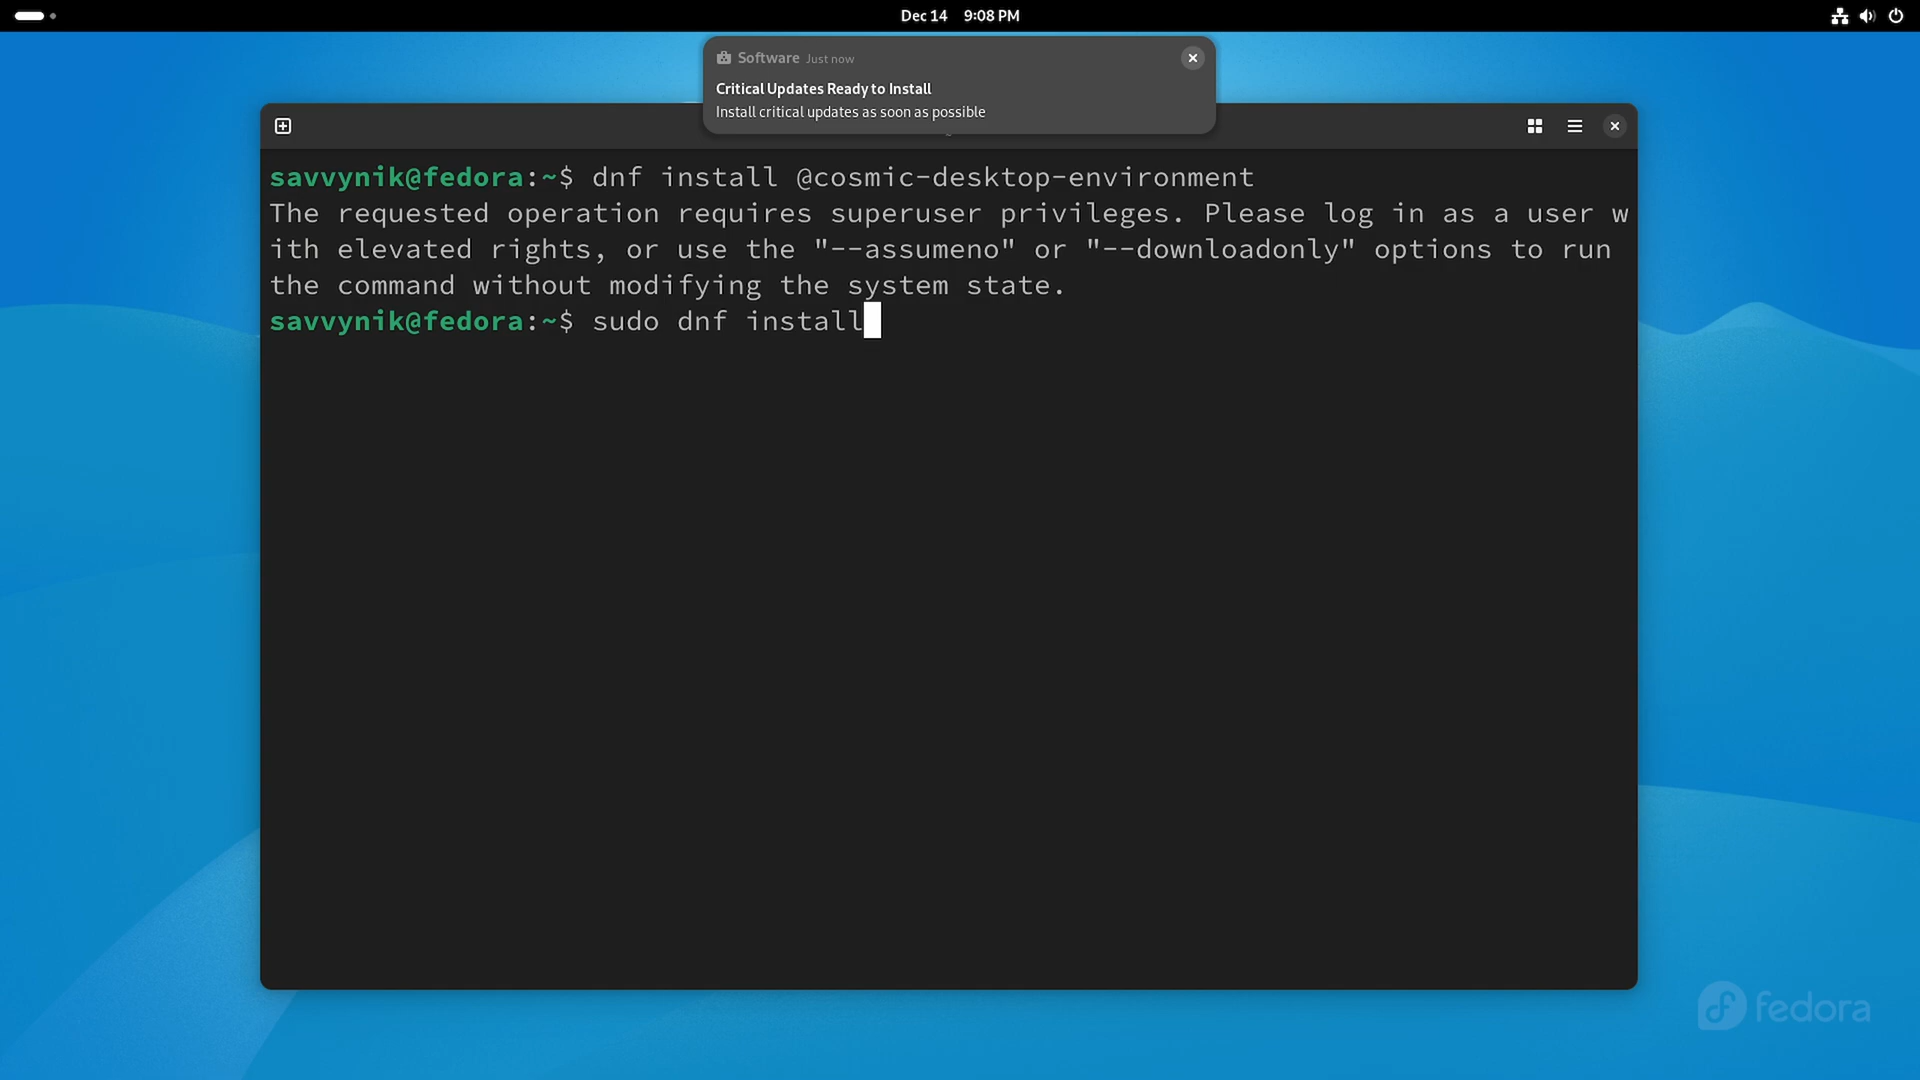 Dec 14 9:08 PM
Software Just now
Critical Updates Ready to Install
Install critical updates as soon as possible
savvynik@fedora:~$ dnf install @cosmic-desktop-environment
The requested operation requires superuser privileges. Please log in as a user w
ith elevated rights, or use the "--assumeno" or "--downloadonly" options to run
the command without modifying the system state.
savvynik@fedora:~$ sudo dnf install
fedora